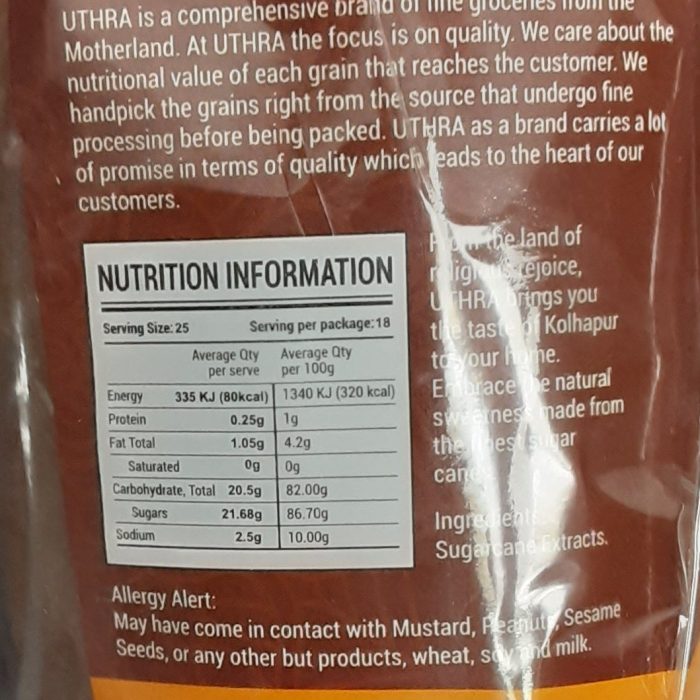 UTHRA is a comprehensive brand of fine groceries from the
Motherland. At UTHRA the focus is on quality. We care about the
nutritional value of each grain that reaches the customer. We
handpick the grains right from the source that undergo fine
processing before being packed. UTHRA as a brand carries a lot
of promise in terms of quality which leads to the heart of our
customers.
NUTRITION INFORMATION
Serving Size: 25 Serving per package:18
Average Qty Average Qty
per serve per 100g
Energy 335 KJ (80kcal) 1340 KJ (320 kcal)
Protein 0.25g 1g
Fat Total 1.05g 4.2g
Saturated 0g 0g
Carbohydrate, Total 20.5g 82.00g
Sugars 21.68g 86.70g
Sodium 2.5g 10.00g
From the land of
rejoice,
UTHRA brings you
the taste of Kolhapur
to your home.
Embrace the natural
sweetness made from
the finest sugar
cane
Ingredients:
Sugarcane Extracts.
Allergy Alert:
May have come in contact with Mustard, Peanut, Sesame
Seeds, or any other but products, wheat, soy and milk.